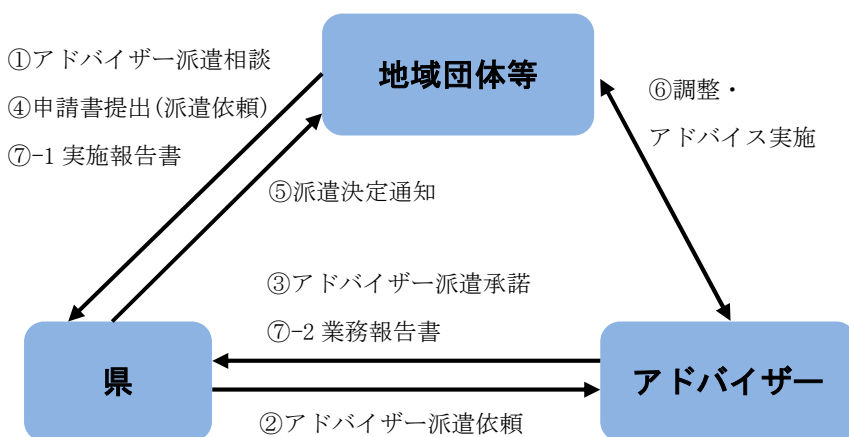 地域団体等
①アドバイザー派遣相談
④申請書提出(派遣依頼)
⑦-1 実施報告書
⑥調整・
アドバイス実施
⑤派遣決定通知
③アドバイザー派遣承諾
⑦-2 業務報告書
県
アドバイザー
②アドバイザー派遣依頼